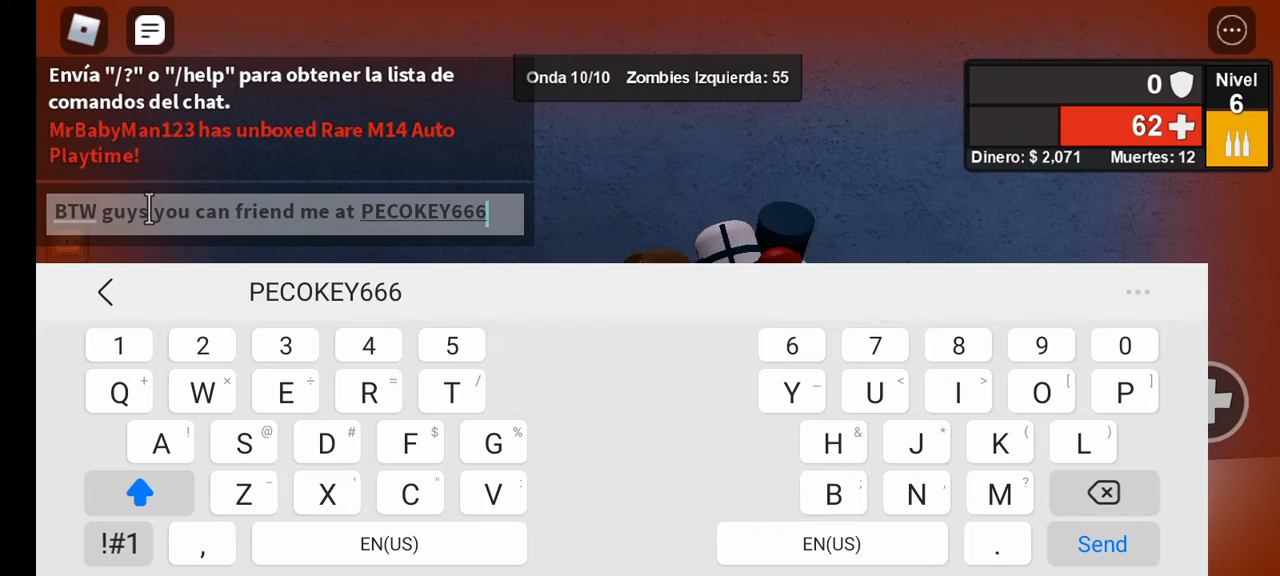 Envía "/?" o "/help" para obtener la lista de
comandos del chat.
MrBabyMan123 has unboxed Rare M14 Auto
Playtime!
BTW guys you can friend me at PECOKEY666
Onda 10/10 Zombies Izquierda: 55
0
62
Dinero: $ 2,071 Muertes: 12
Nivel
6
PECOKEY666
1 2 3 4 5 6 7 8 9 0
Q + W × E ÷ R = T / Y _ U < I > O [ P ]
A ! S @ D # F $ G % H & J * K ( L )
Z - X ' C " V : B ; N , M ?
!#1 , EN(US) EN(US) . Send